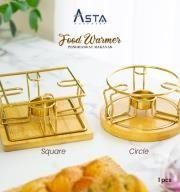 ASTA
Food Warmer
PENGHANGAT MAKANAN
Square
Circle
1 pcs